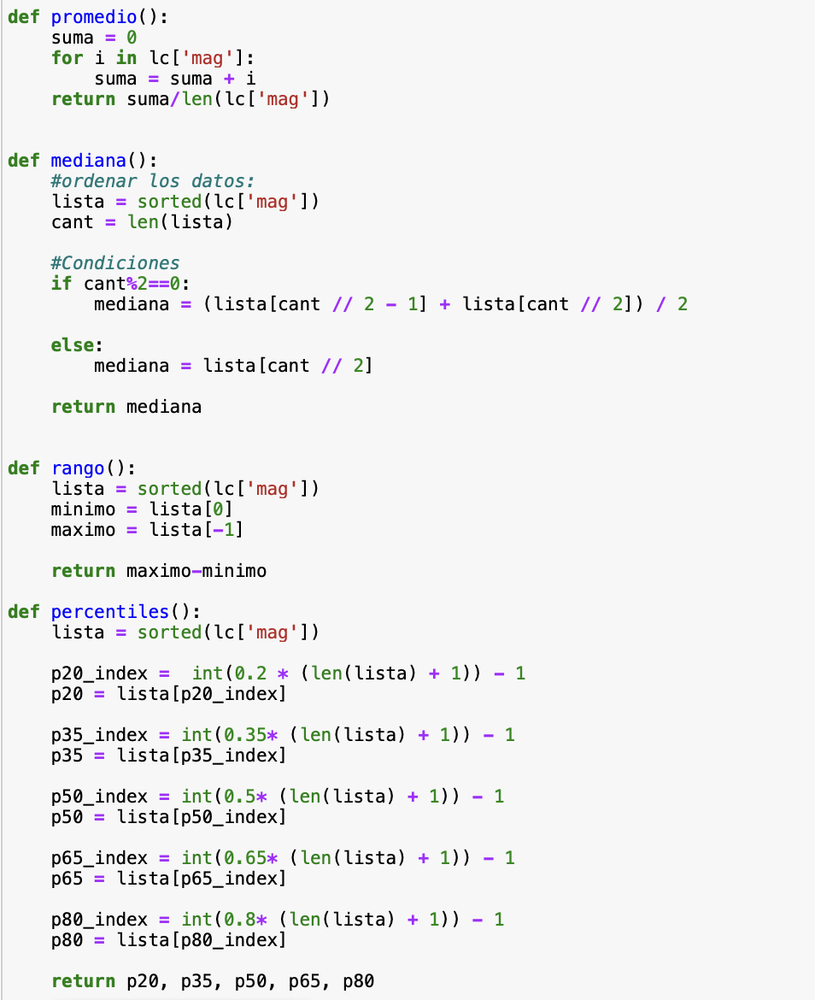 def promedio():
    suma = 0
    for i in lc['mag']:
        suma = suma + i
    return suma/len(lc['mag'])
def mediana():
    #ordenar los datos:
    lista = sorted(lc['mag'])
    cant = len(lista)
    #Condiciones
    if cant%2==0:
        mediana = (lista[cant // 2 - 1] + lista[cant // 2]) / 2
    else:
        mediana = lista[cant // 2]
    return mediana
def rango():
    lista = sorted(lc['mag'])
    minimo = lista[0]
    maximo = lista[-1]
    return maximo-minimo
def percentiles():
    lista = sorted(lc['mag'])
    p20_index =  int(0.2 * (len(lista) + 1)) - 1
    p20 = lista[p20_index]
    p35_index = int(0.35* (len(lista) + 1)) - 1
    p35 = lista[p35_index]
    p50_index = int(0.5* (len(lista) + 1)) - 1
    p50 = lista[p50_index]
    p65_index = int(0.65* (len(lista) + 1)) - 1
    p65 = lista[p65_index]
    p80_index = int(0.8* (len(lista) + 1)) - 1
    p80 = lista[p80_index]
    return p20, p35, p50, p65, p80